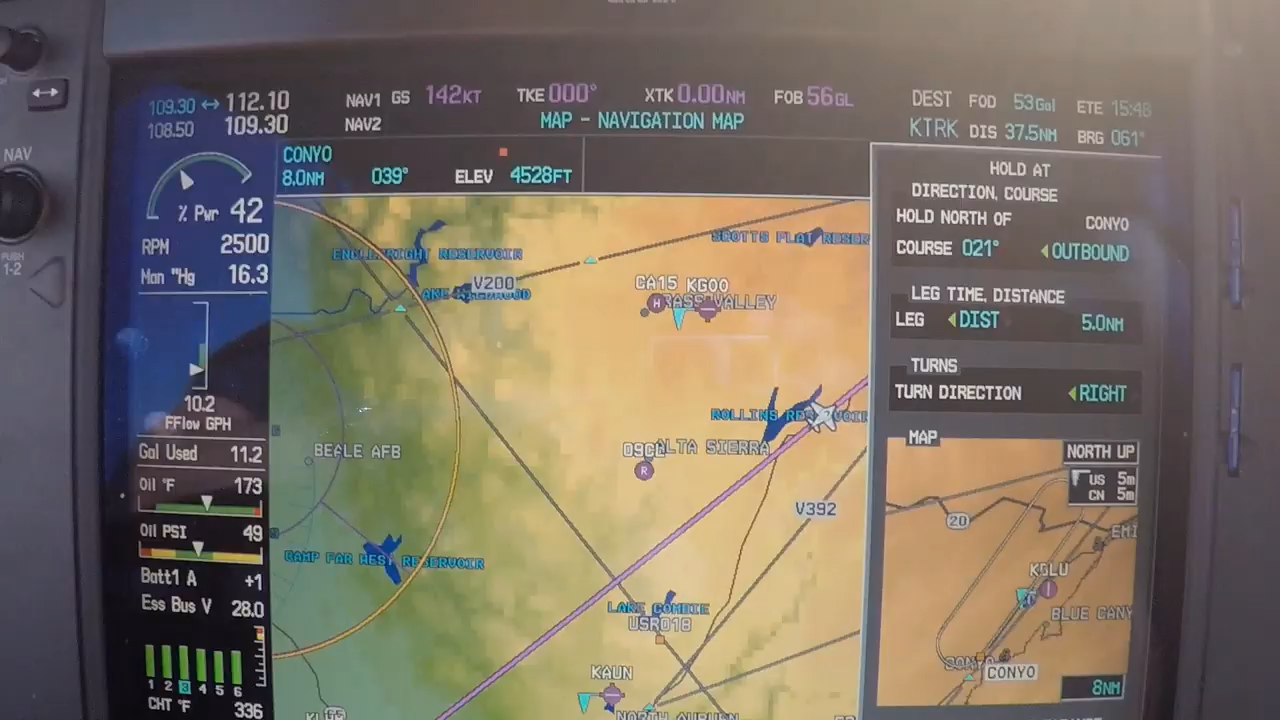 109.30 ↔ 112.10
108.50 109.30
NAV1
NAV2
GS 142KT
TKE 000°
XTK 0.00NM
FOB 56GL
MAP - NAVIGATION MAP
DEST FOD 53Gal ETE 15:48
KTRK DIS 37.5NM BRG 061°
NAV
PUSH
1-2
% Pwr 42
RPM 2500
Man "Hg 16.3
10.2
FFlow GPH
Gal Used 11.2
Oil °F 173
Oil PSI 49
Batt1 A +1
Ess Bus V 28.0
1 2 3 4 5 6
CHT °F 336
CONYO
8.0NM 039° ELEV 4528FT
ENGLEBRIGHT RESERVOIR
SCOTTS FLAT RESER
V200
LAKE WILDWOOD
CA15 KGOO
H
GRASS VALLEY
ROLLINS RESERVOIR
BEALE AFB
ALTA SIERRA
R
V392
CAMP FAR WEST RESERVOIR
LAKE COMBIE
USR018
KAUN
NORTH AUBURN
HOLD AT
DIRECTION, COURSE
HOLD NORTH OF CONYO
COURSE 021° OUTBOUND
LEG TIME, DISTANCE
LEG DIST 5.0NM
TURNS
TURN DIRECTION RIGHT
MAP
NORTH UP
US 5m
CN 5m
20
EMI
KBLU
BLUE CANY
CONYO
8NM